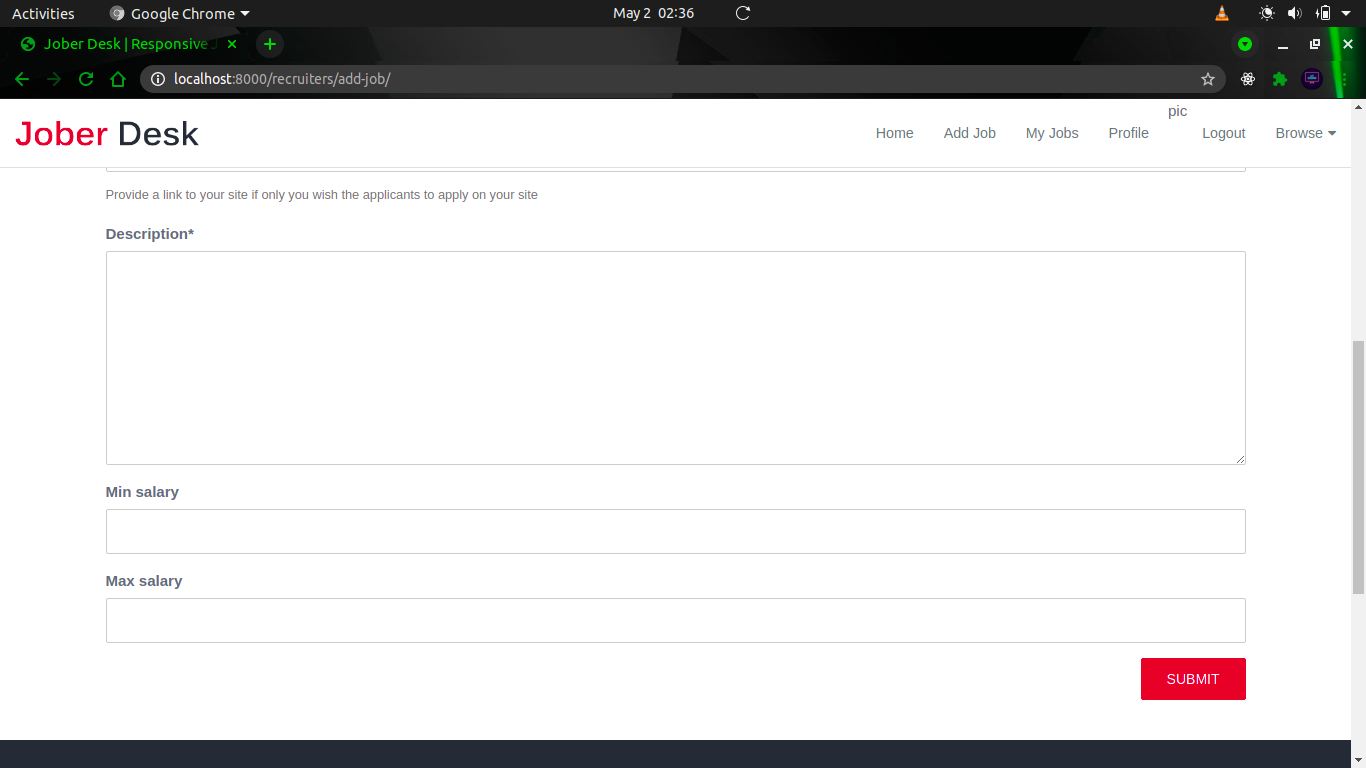 Activities Google Chrome May 2 02:36
Jober Desk | Responsive J
localhost:8000/recruiters/add-job/
pic
Jober Desk Home Add Job My Jobs Profile Logout Browse
Provide a link to your site if only you wish the applicants to apply on your site
Description*
Min salary
Max salary
SUBMIT